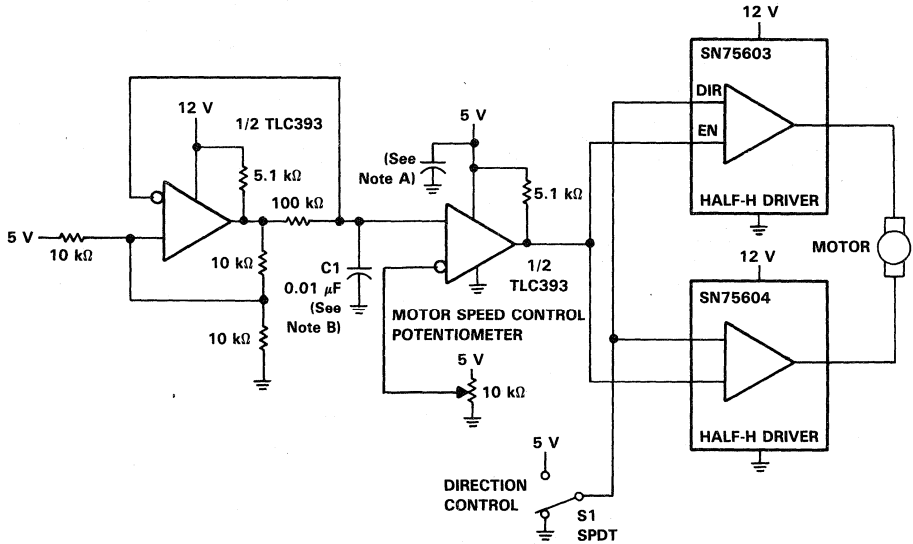 12 V
SN75603
DIR
EN
HALF-H DRIVER
12 V
1/2 TLC393
5.1 kΩ
100 kΩ
5 V
10 kΩ
10 kΩ
10 kΩ
C1
0.01 μF
(See
Note B)
5 V
(See
Note A)
5.1 kΩ
1/2
TLC393
MOTOR SPEED CONTROL
POTENTIOMETER
5 V
10 kΩ
MOTOR
12 V
SN75604
HALF-H DRIVER
5 V
DIRECTION
CONTROL
S1
SPDT